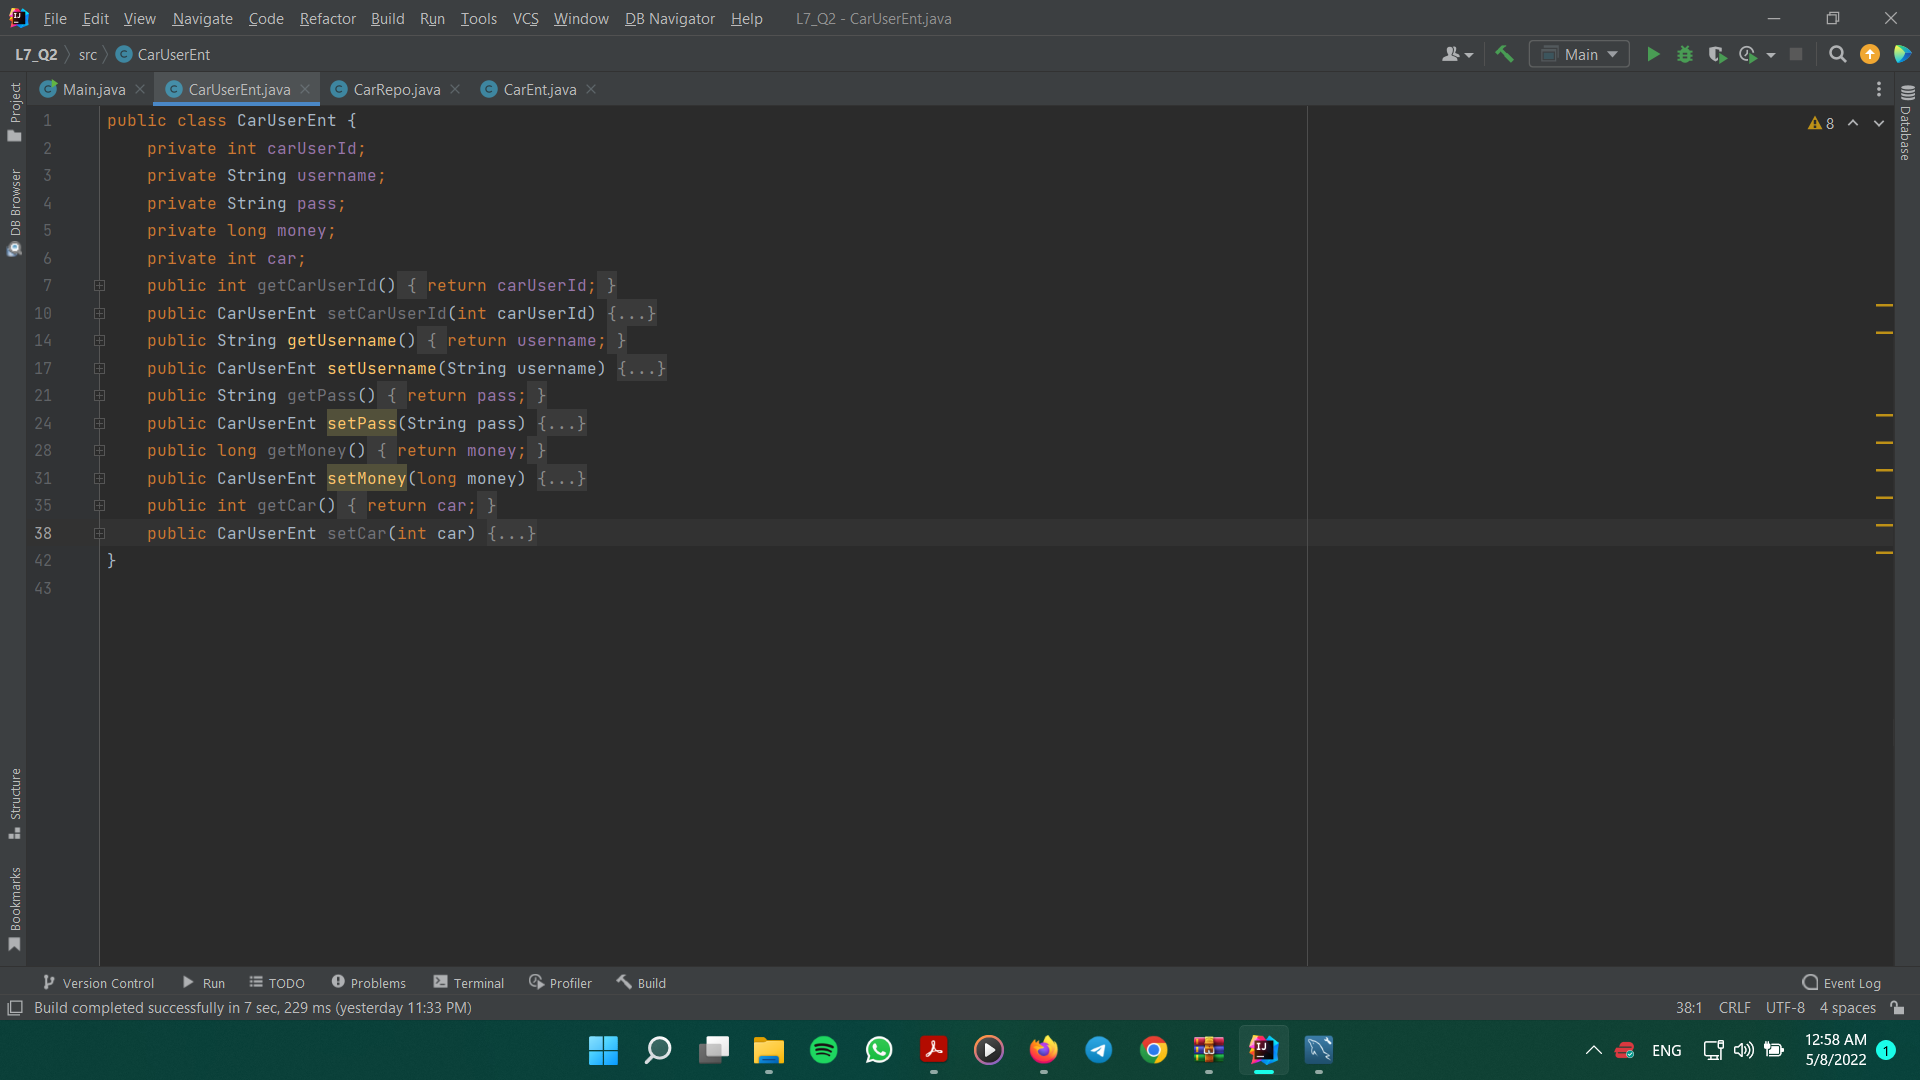 File Edit View Navigate Code Refactor Build Run Tools VCS Window DB Navigator Help L7_Q2 - CarUserEnt.java
L7_Q2 src CarUserEnt Main
Main.java CarUserEnt.java CarRepo.java CarEnt.java
Project
DB Browser
Structure
Bookmarks
Database
8
1 public class CarUserEnt {
2 private int carUserId;
3 private String username;
4 private String pass;
5 private long money;
6 private int car;
7 public int getCarUserId() { return carUserId; }
10 public CarUserEnt setCarUserId(int carUserId) {...}
14 public String getUsername() { return username; }
17 public CarUserEnt setUsername(String username) {...}
21 public String getPass() { return pass; }
24 public CarUserEnt setPass(String pass) {...}
28 public long getMoney() { return money; }
31 public CarUserEnt setMoney(long money) {...}
35 public int getCar() { return car; }
38 public CarUserEnt setCar(int car) {...}
42 }
43
Version Control Run TODO Problems Terminal Profiler Build Event Log
Build completed successfully in 7 sec, 229 ms (yesterday 11:33 PM) 38:1 CRLF UTF-8 4 spaces
ENG 12:58 AM 1
5/8/2022